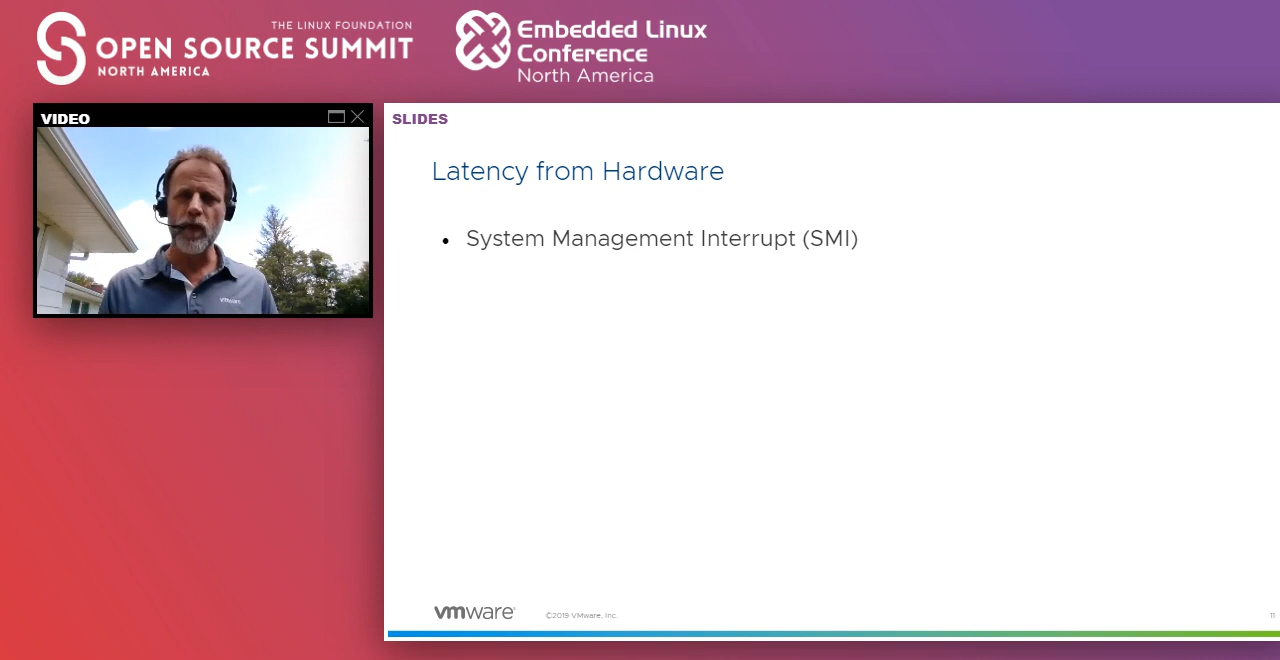 THE LINUX FOUNDATION
OPEN SOURCE SUMMIT
NORTH AMERICA
Embedded Linux
Conference
North America
VIDEO
vmware
SLIDES
Latency from Hardware
• System Management Interrupt (SMI)
vmware®
©2019 VMware, Inc.
11